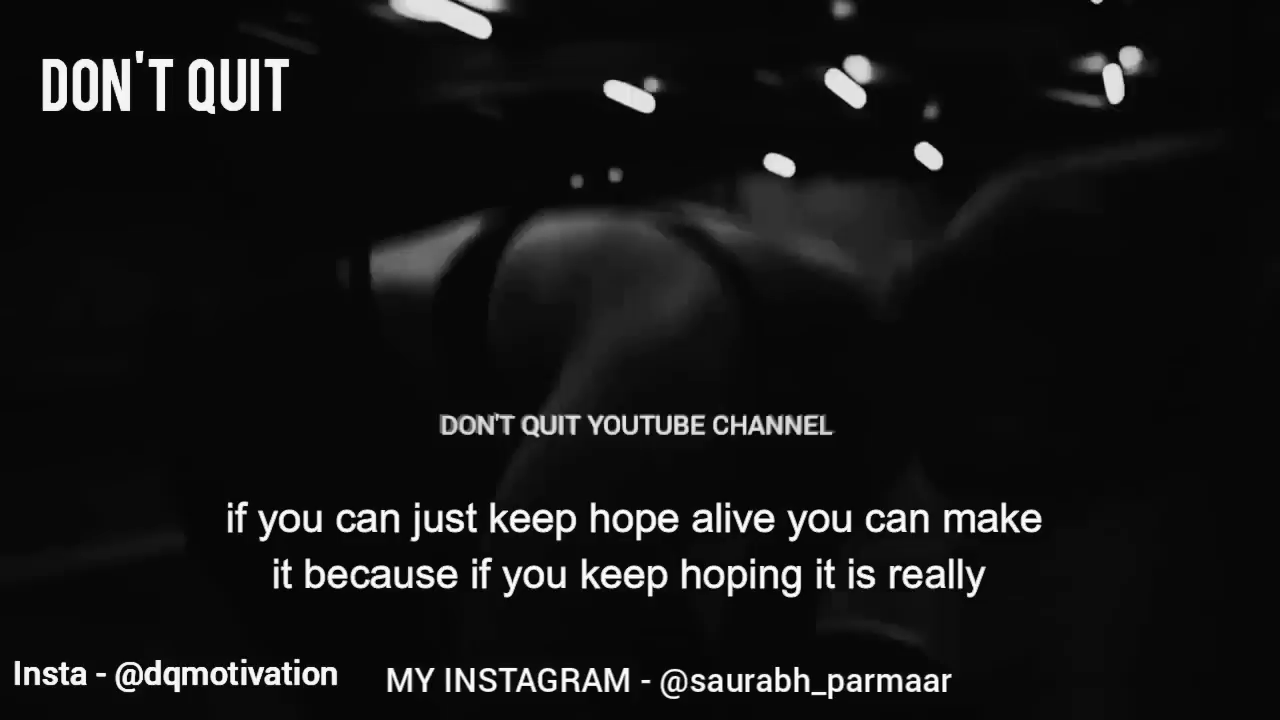 DON'T QUIT
DON'T QUIT YOUTUBE CHANNEL
if you can just keep hope alive you can make
it because if you keep hoping it is really
Insta - @dqmotivation
MY INSTAGRAM - @saurabh_parmaar